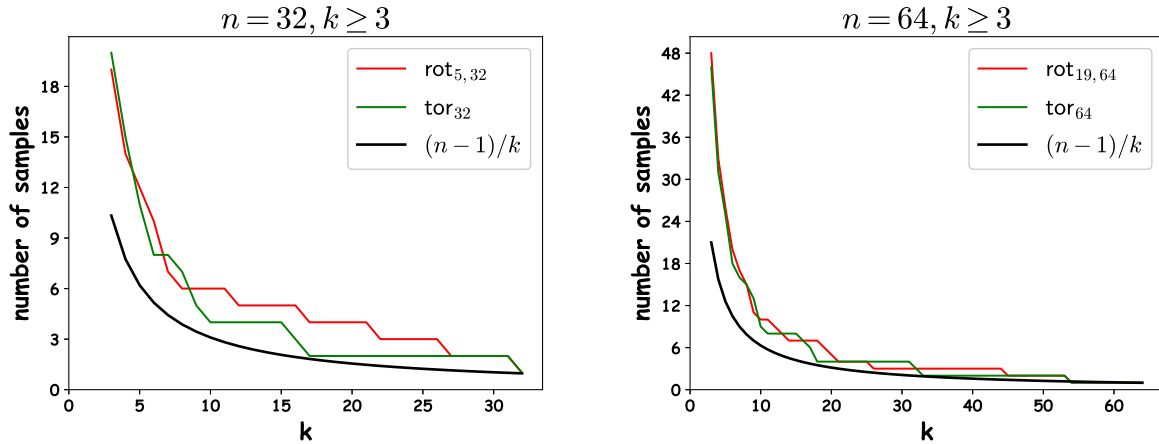 n = 32, k ≥ 3
number of samples
18
15
12
9
6
3
0
0 5 10 15 20 25 30
k
rot₅,₃₂
tor₃₂
(n − 1)/k
n = 64, k ≥ 3
number of samples
48
42
36
30
24
18
12
6
0
0 10 20 30 40 50 60
k
rot₁₉,₆₄
tor₆₄
(n − 1)/k